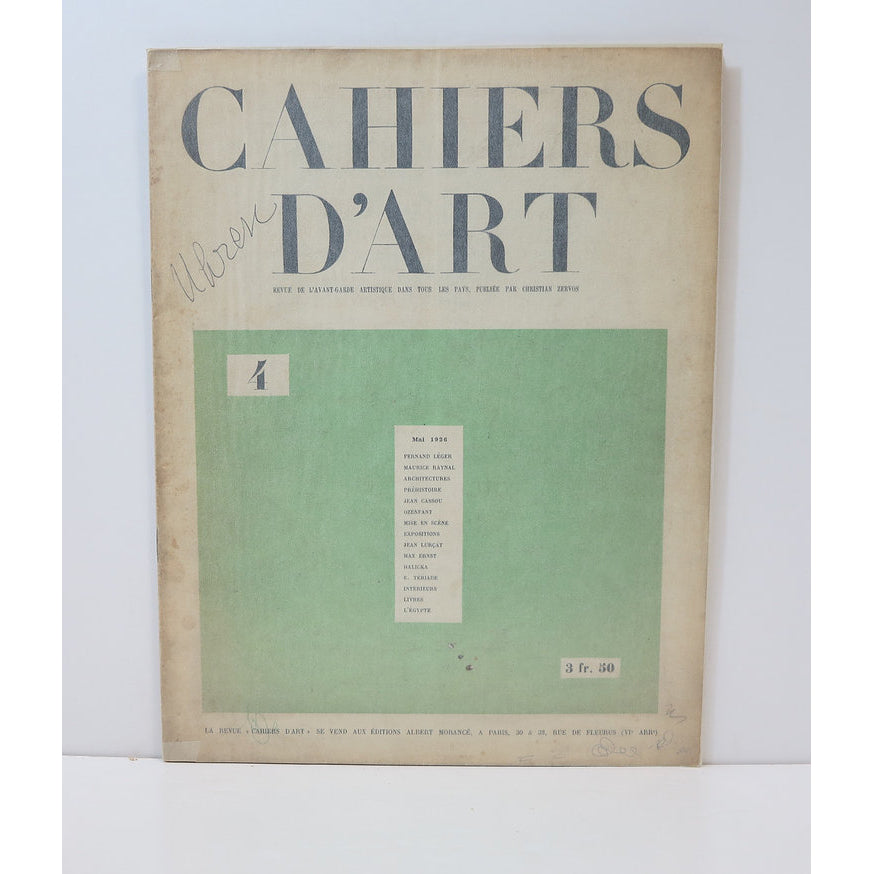 CAHIERS
D'ART
REVUE DE L'AVANT-GARDE ARTISTIQUE DANS TOUS LES PAYS, PUBLIÉE PAR CHRISTIAN ZERVOS
4
Mai 1926
FERNAND LÉGER
MAURICE RAYNAL
ARCHITECTURES
PRÉHISTOIRE
JEAN CASSOU
OZENFANT
MISE EN SCÈNE
EXPOSITIONS
JEAN LURÇAT
MAX ERNST
HALICKA
E. TERIADE
INTÉRIEURS
LIVRES
L'ÉGYPTE
3 fr. 50
LA REVUE « CAHIERS D'ART » SE VEND AUX ÉDITIONS ALBERT MORANCÉ, A PARIS, 30 & 32, RUE DE FLEURUS (VIe ARRt)